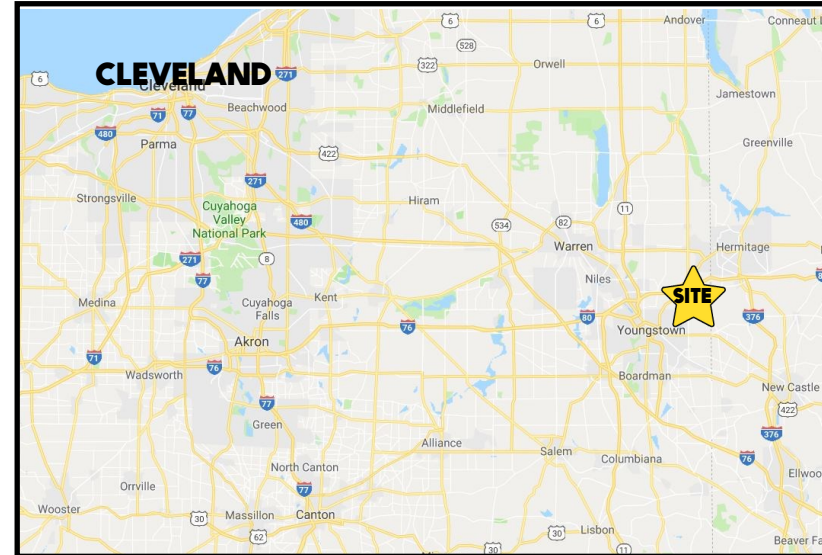 6
6
Andover
Conneaut L
528
322
Orwell
271
CLEVELAND
Cleveland
6
Jamestown
Beachwood
Middlefield
71
77
480
Parma
Greenville
422
271
Strongsville
Hiram
Cuyahoga
Valley
National Park
11
480
534
82
Warren
Hermitage
8
271
77
Niles
SITE
Medina
Cuyahoga
Falls
Kent
80
376
76
Youngstown
Akron
71
76
Wadsworth
Boardman
New Castle
77
422
Green
376
Alliance
Salem
Columbiana
76
North Canton
Ellwoo
Orrville
77
Wooster
30
Massillon
Canton
62
30
Lisbon
30
11
Beaver Fa